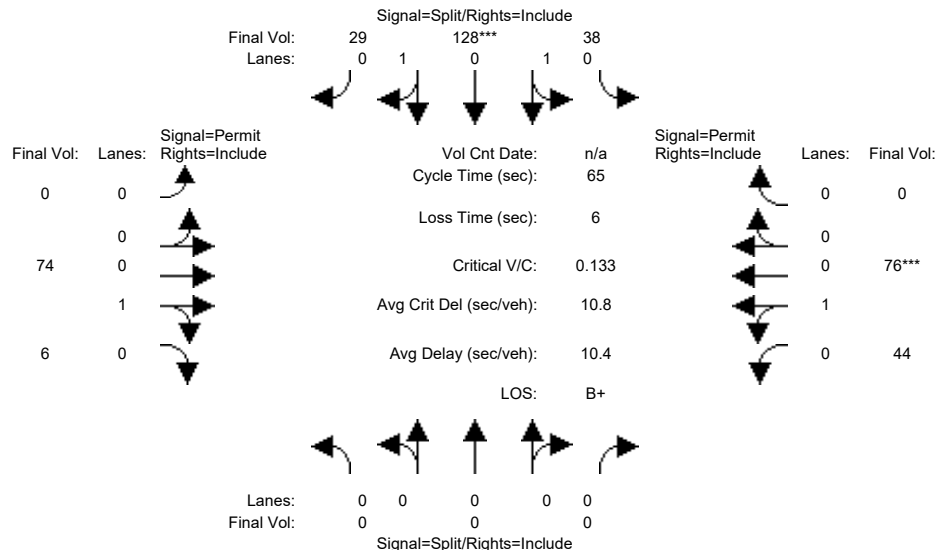 Signal=Split/Rights=Include
Final Vol: 29 128*** 38
Lanes: 0 1 0 1 0
Signal=Permit Signal=Permit
Final Vol: Lanes: Rights=Include Vol Cnt Date: n/a Rights=Include Lanes: Final Vol:
Cycle Time (sec): 65
0 0 0 0
Loss Time (sec): 6
0 0
74 0 Critical V/C: 0.133 0 76***
1 Avg Crit Del (sec/veh): 10.8 1
6 0 Avg Delay (sec/veh): 10.4 0 44
LOS: B+
Lanes: 0 0 0 0 0
Final Vol: 0 0 0
Signal=Split/Rights=Include